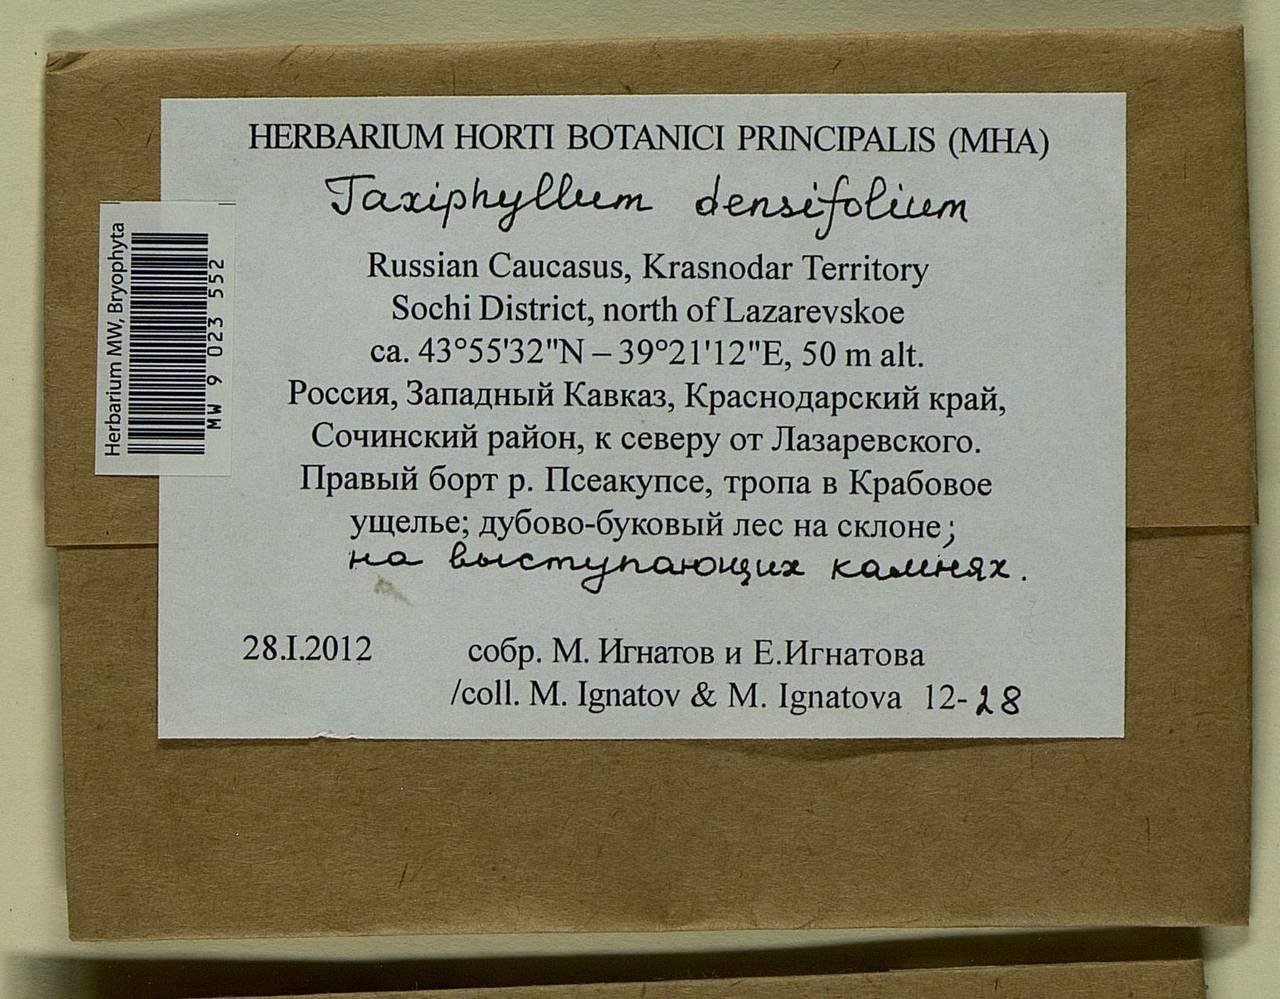 HERBARIUM HORTI BOTANICI PRINCIPALIS (MHA)
Taxiphyllum densifolium
Russian Caucasus, Krasnodar Territory
Sochi District, north of Lazarevskoe
ca. 43°55'32"N – 39°21'12"E, 50 m alt.
Россия, Западный Кавказ, Краснодарский край,
Сочинский район, к северу от Лазаревского.
Правый борт р. Псеакупсе, тропа в Крабовое
ущелье; дубово-буковый лес на склоне;
на выступающих камнях.
28.I.2012 собр. М. Игнатов и Е.Игнатова
/coll. M. Ignatov & M. Ignatova 12-28
Herbarium MW, Bryophyta
MW 9 023 552